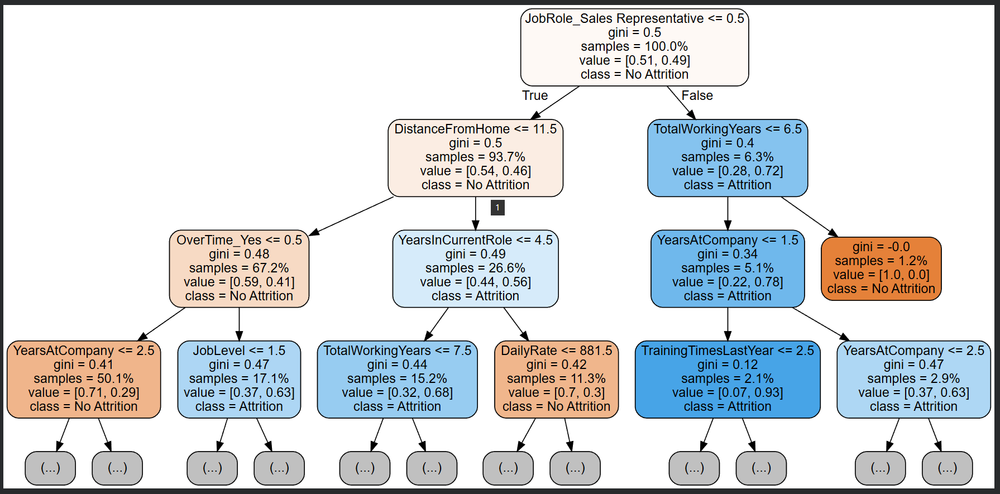 JobRole_Sales Representative <= 0.5
gini = 0.5
samples = 100.0%
value = [0.51, 0.49]
class = No Attrition
True
False
DistanceFromHome <= 11.5
gini = 0.5
samples = 93.7%
value = [0.54, 0.46]
class = No Attrition
TotalWorkingYears <= 6.5
gini = 0.4
samples = 6.3%
value = [0.28, 0.72]
class = Attrition
1
OverTime_Yes <= 0.5
gini = 0.48
samples = 67.2%
value = [0.59, 0.41]
class = No Attrition
YearsInCurrentRole <= 4.5
gini = 0.49
samples = 26.6%
value = [0.44, 0.56]
class = Attrition
YearsAtCompany <= 1.5
gini = 0.34
samples = 5.1%
value = [0.22, 0.78]
class = Attrition
gini = -0.0
samples = 1.2%
value = [1.0, 0.0]
class = No Attrition
YearsAtCompany <= 2.5
gini = 0.41
samples = 50.1%
value = [0.71, 0.29]
class = No Attrition
JobLevel <= 1.5
gini = 0.47
samples = 17.1%
value = [0.37, 0.63]
class = Attrition
TotalWorkingYears <= 7.5
gini = 0.44
samples = 15.2%
value = [0.32, 0.68]
class = Attrition
DailyRate <= 881.5
gini = 0.42
samples = 11.3%
value = [0.7, 0.3]
class = No Attrition
TrainingTimesLastYear <= 2.5
gini = 0.12
samples = 2.1%
value = [0.07, 0.93]
class = Attrition
YearsAtCompany <= 2.5
gini = 0.47
samples = 2.9%
value = [0.37, 0.63]
class = Attrition
(...)
(...)
(...)
(...)
(...)
(...)
(...)
(...)
(...)
(...)
(...)
(...)